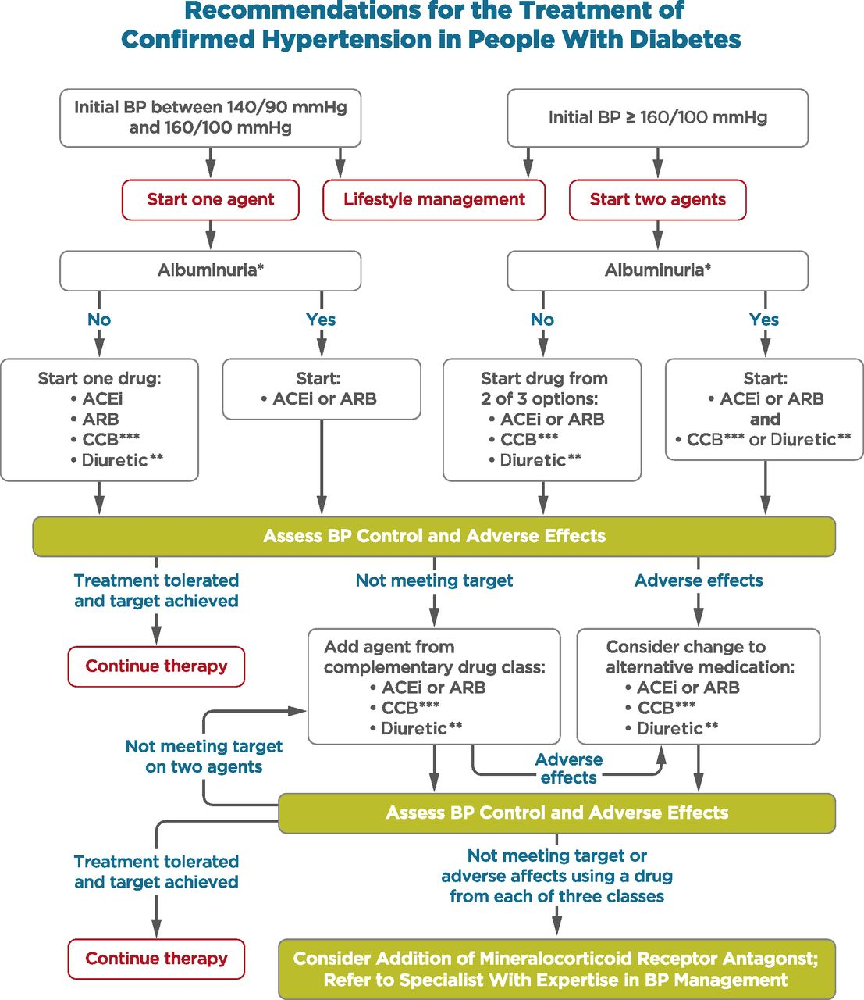 Recommendations for the Treatment of
Confirmed Hypertension in People With Diabetes
Initial BP between 140/90 mmHg
and 160/100 mmHg
Initial BP ≥ 160/100 mmHg
Start one agent
Lifestyle management
Start two agents
Albuminuria*
Albuminuria*
No
Yes
No
Yes
Start one drug:
• ACEi
• ARB
• CCB***
• Diuretic**
Start:
• ACEi or ARB
Start drug from
2 of 3 options:
• ACEi or ARB
• CCB***
• Diuretic**
Start:
• ACEi or ARB
and
• CCB*** or Diuretic**
Assess BP Control and Adverse Effects
Treatment tolerated
and target achieved
Not meeting target
Adverse effects
Continue therapy
Add agent from
complementary drug class:
• ACEi or ARB
• CCB***
• Diuretic**
Consider change to
alternative medication:
• ACEi or ARB
• CCB***
• Diuretic**
Not meeting target
on two agents
Adverse
effects
Assess BP Control and Adverse Effects
Treatment tolerated
and target achieved
Not meeting target or
adverse affects using a drug
from each of three classes
Continue therapy
Consider Addition of Mineralocorticoid Receptor Antagonst;
Refer to Specialist With Expertise in BP Management